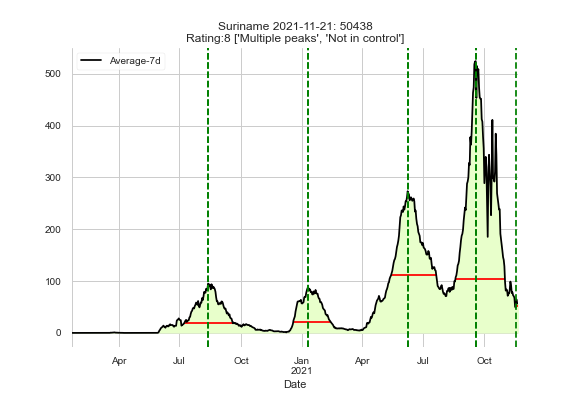 Suriname 2021-11-21: 50438
Rating:8 ['Multiple peaks', 'Not in control']
Average-7d
500
400
300
200
100
0
Apr Jul Oct Jan Apr Jul Oct
2021
Date